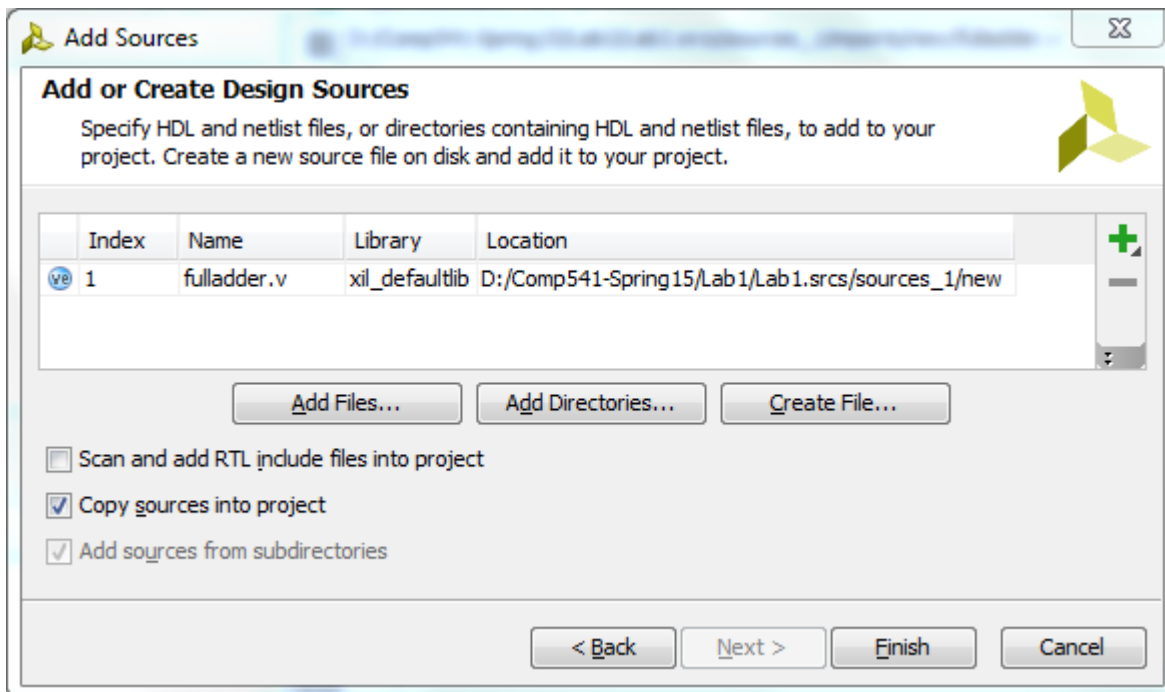 Add Sources
Add or Create Design Sources
Specify HDL and netlist files, or directories containing HDL and netlist files, to add to your
project. Create a new source file on disk and add it to your project.
Index Name Library Location
ve 1 fulladder.v xil_defaultlib D:/Comp541-Spring15/Lab1/Lab1.srcs/sources_1/new
Add Files... Add Directories... Create File...
Scan and add RTL include files into project
Copy sources into project
Add sources from subdirectories
< Back Next > Finish Cancel